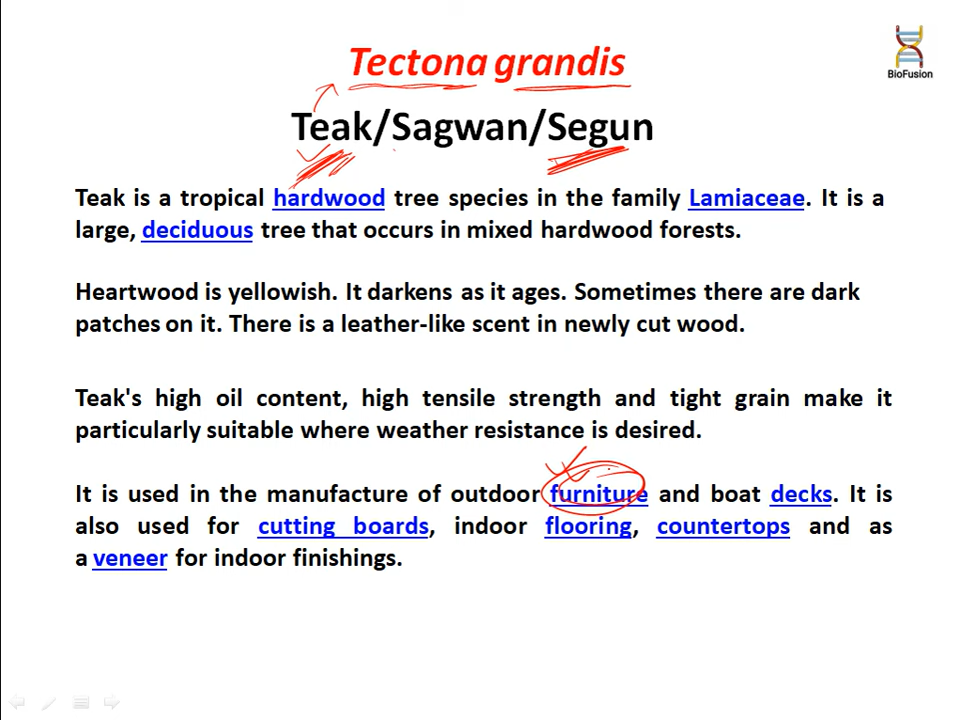 Tectona grandis
BioFusion
Teak/Sagwan/Segun
Teak is a tropical hardwood tree species in the family Lamiaceae. It is a
large, deciduous tree that occurs in mixed hardwood forests.
Heartwood is yellowish. It darkens as it ages. Sometimes there are dark
patches on it. There is a leather-like scent in newly cut wood.
Teak's high oil content, high tensile strength and tight grain make it
particularly suitable where weather resistance is desired.
It is used in the manufacture of outdoor furniture and boat decks. It is
also used for cutting boards, indoor flooring, countertops and as
a veneer for indoor finishings.